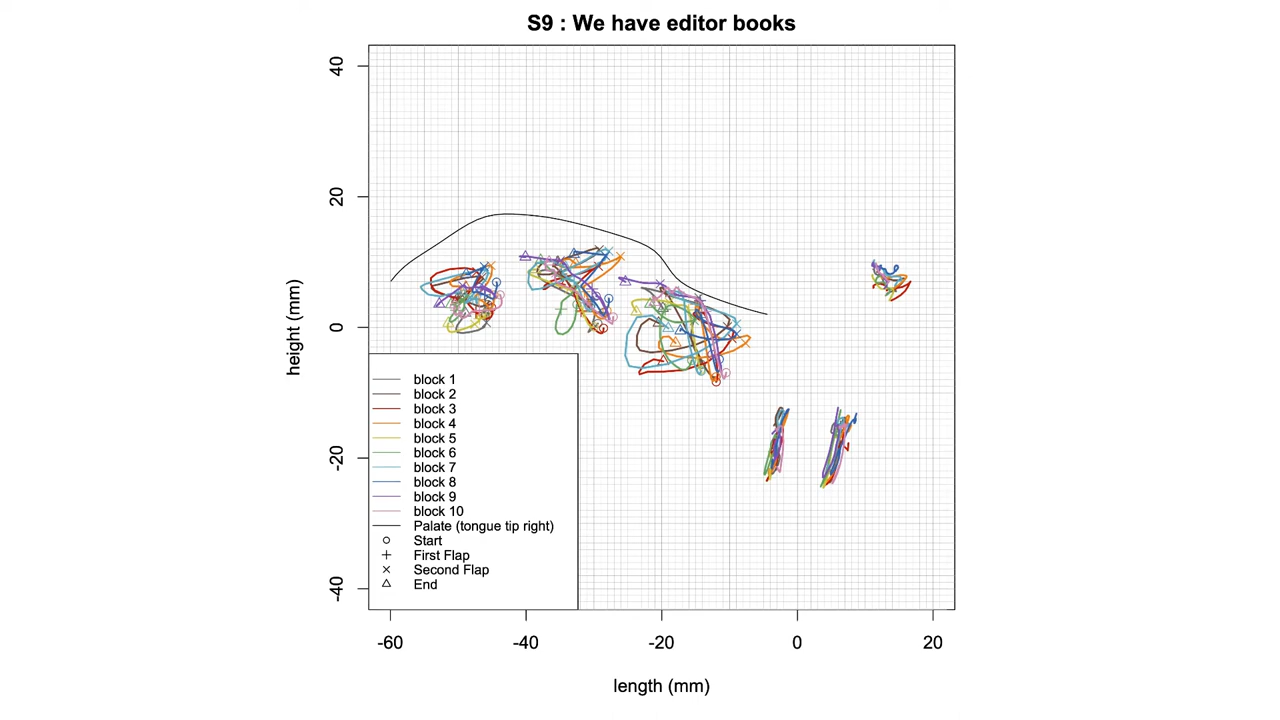 S9 : We have editor books
40
20
0
-20
-40
height (mm)
block 1
block 2
block 3
block 4
block 5
block 6
block 7
block 8
block 9
block 10
Palate (tongue tip right)
Start
First Flap
Second Flap
End
-60 -40 -20 0 20
length (mm)